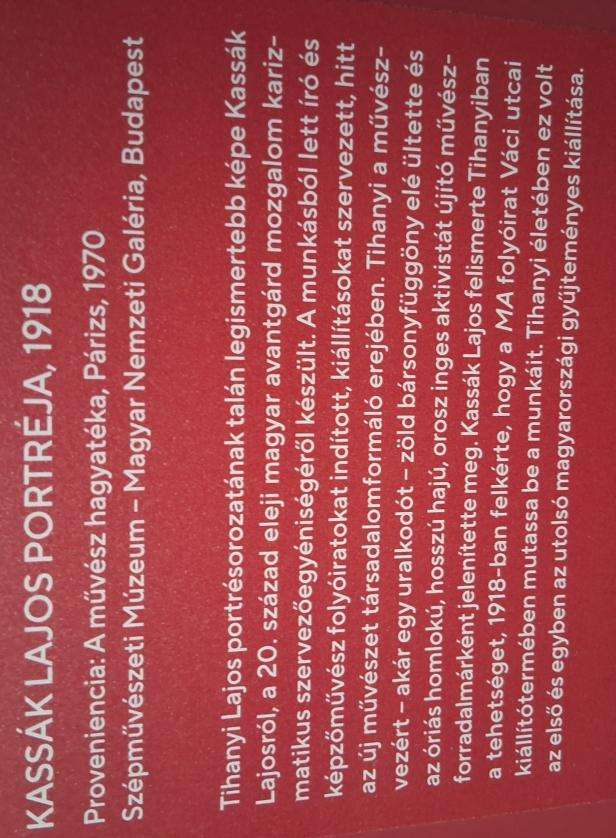 KASSÁK LAJOS PORTRÉJA, 1918
Proveniencia: A művész hagyatéka, Párizs, 1970
Szépművészeti Múzeum – Magyar Nemzeti Galéria, Budapest
Tihanyi Lajos portrésorozatának talán legismertebb képe Kassák
Lajosról, a 20. század eleji magyar avantgárd mozgalom kariz-
matikus szervezőegyéniségéről készült. A munkásból lett író és
képzőművész folyóiratokat indított, kiállításokat szervezett, hitt
az új művészet társadalomformáló erejében. Tihanyi a művész-
vezért – akár egy uralkodót – zöld bársonyfüggöny elé ültette és
az óriás homlokú, hosszú hajú, orosz inges aktivistát újító művész-
forradalmárként jelenítette meg. Kassák Lajos felismerte Tihanyiban
a tehetséget, 1918-ban felkérte, hogy a MA folyóirat Váci utcai
kiállítótermében mutassa be a munkáit. Tihanyi életében ez volt
az első és egyben az utolsó magyarországi gyűjteményes kiállítása.